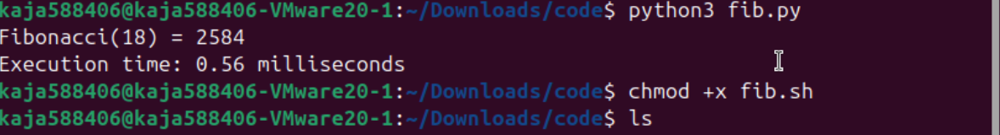 kaja588406@kaja588406-VMware20-1:~/Downloads/code$ python3 fib.py
Fibonacci(18) = 2584
Execution time: 0.56 milliseconds
kaja588406@kaja588406-VMware20-1:~/Downloads/code$ chmod +x fib.sh
kaja588406@kaja588406-VMware20-1:~/Downloads/code$ ls